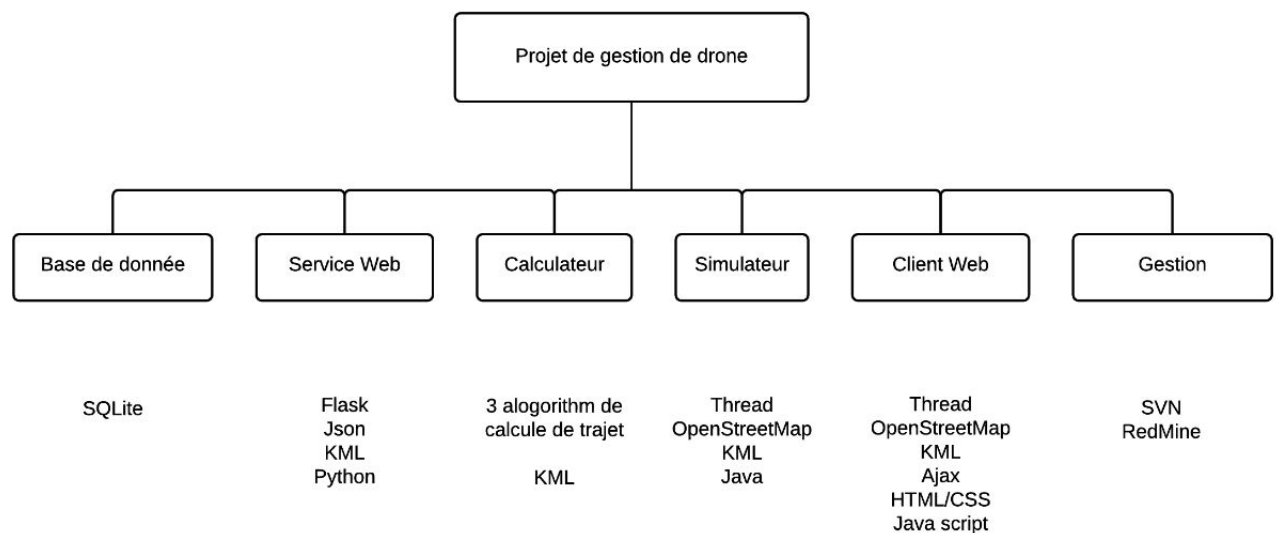 Projet de gestion de drone
Base de donnée
Service Web
Calculateur
Simulateur
Client Web
Gestion
SQLite
Flask
Json
KML
Python
3 alogorithm de
calcule de trajet
KML
Thread
OpenStreetMap
KML
Java
Thread
OpenStreetMap
KML
Ajax
HTML/CSS
Java script
SVN
RedMine